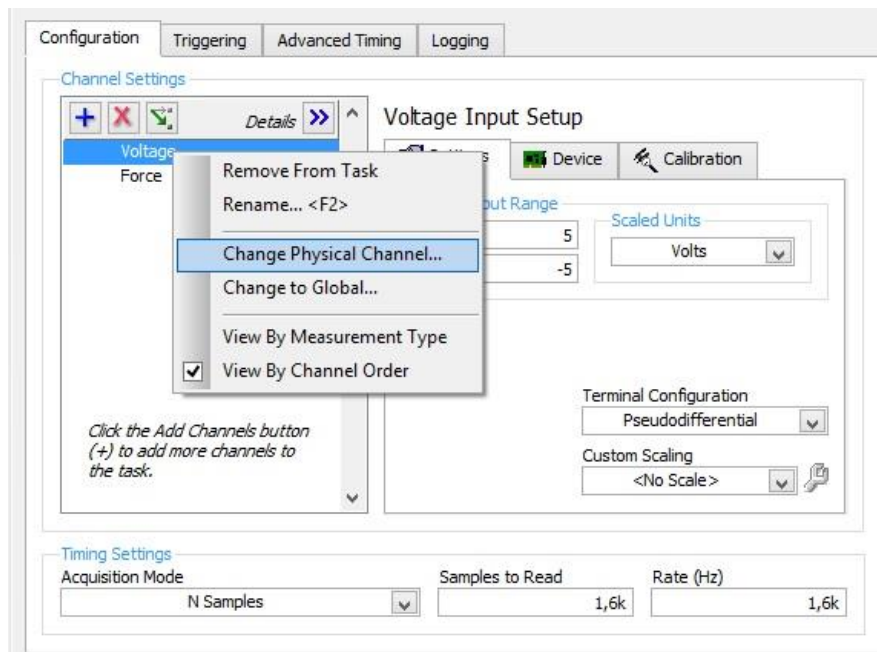 Configuration
Triggering
Advanced Timing
Logging
Channel Settings
Details
Voltage Input Setup
Voltage
Force
Device
Calibration
Remove From Task
Rename... <F2>
Change Physical Channel...
Change to Global...
View By Measurement Type
View By Channel Order
Range
5
-5
Scaled Units
Volts
Click the Add Channels button
(+) to add more channels to
the task.
Terminal Configuration
Pseudodifferential
Custom Scaling
<No Scale>
Timing Settings
Acquisition Mode
N Samples
Samples to Read
1,6k
Rate (Hz)
1,6k